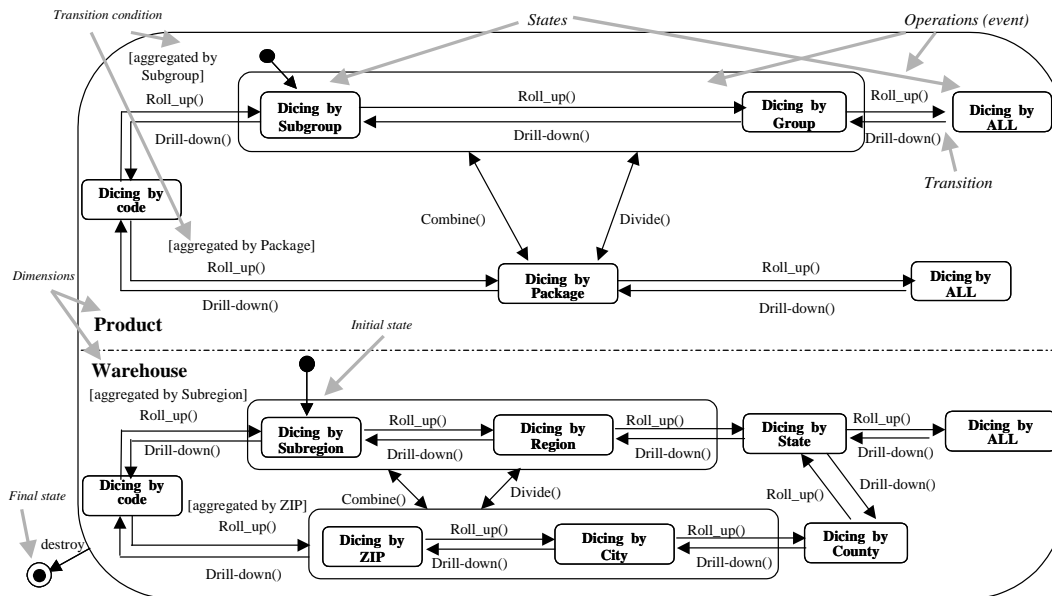 Transition condition
States
Operations (event)
[aggregated by
Subgroup]
Roll_up()
Drill-down()
Dicing by
Subgroup
Roll_up()
Drill-down()
Dicing by
Group
Roll_up()
Drill-down()
Dicing by
ALL
Transition
Dicing by
code
Combine()
Divide()
[aggregated by Package]
Roll_up()
Drill-down()
Dicing by
Package
Roll_up()
Drill-down()
Dicing by
ALL
Dimensions
Product
Initial state
Warehouse
[aggregated by Subregion]
Roll_up()
Drill-down()
Dicing by
Subregion
Roll_up()
Drill-down()
Dicing by
Region
Roll_up()
Drill-down()
Dicing by
State
Roll_up()
Drill-down()
Dicing by
ALL
Dicing by
code
Combine()
Divide()
Roll_up()
Drill-down()
Final state
[aggregated by ZIP]
Roll_up()
Drill-down()
Dicing by
ZIP
Roll_up()
Drill-down()
Dicing by
City
Roll_up()
Drill-down()
Dicing by
County
destroy